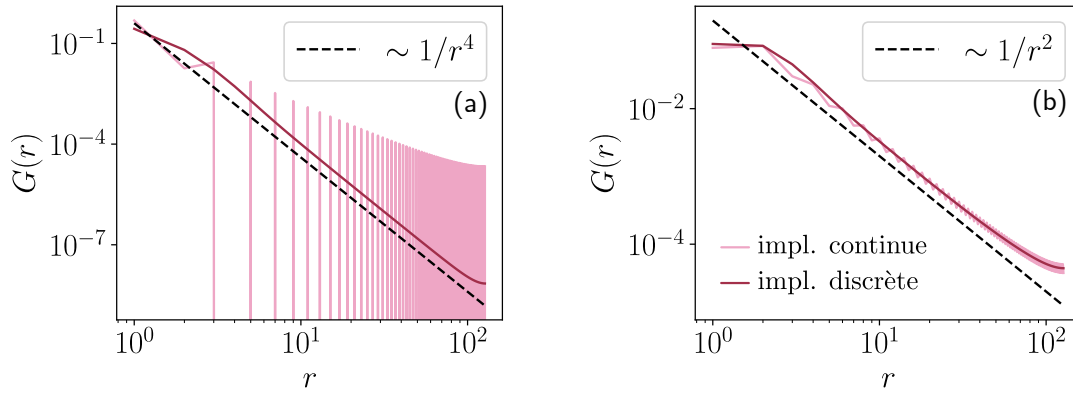 G(r)
10⁻¹
10⁻⁴
10⁻⁷
10⁰ 10¹ 10²
r
∼ 1/r⁴
(a)
G(r)
10⁻²
10⁻⁴
10⁰ 10¹ 10²
r
∼ 1/r²
(b)
impl. continue
impl. discrète